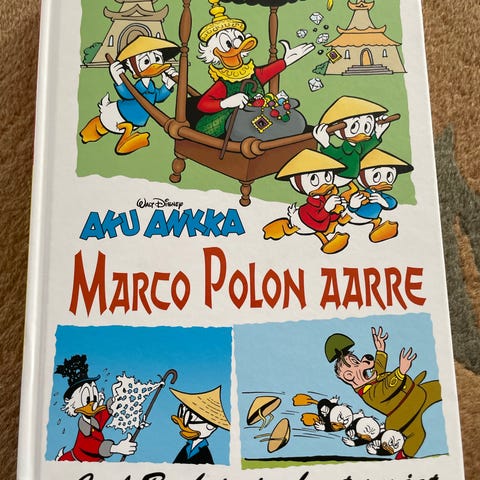 Walt Disney
AKU ANKKA
MARCO POLON AARRE